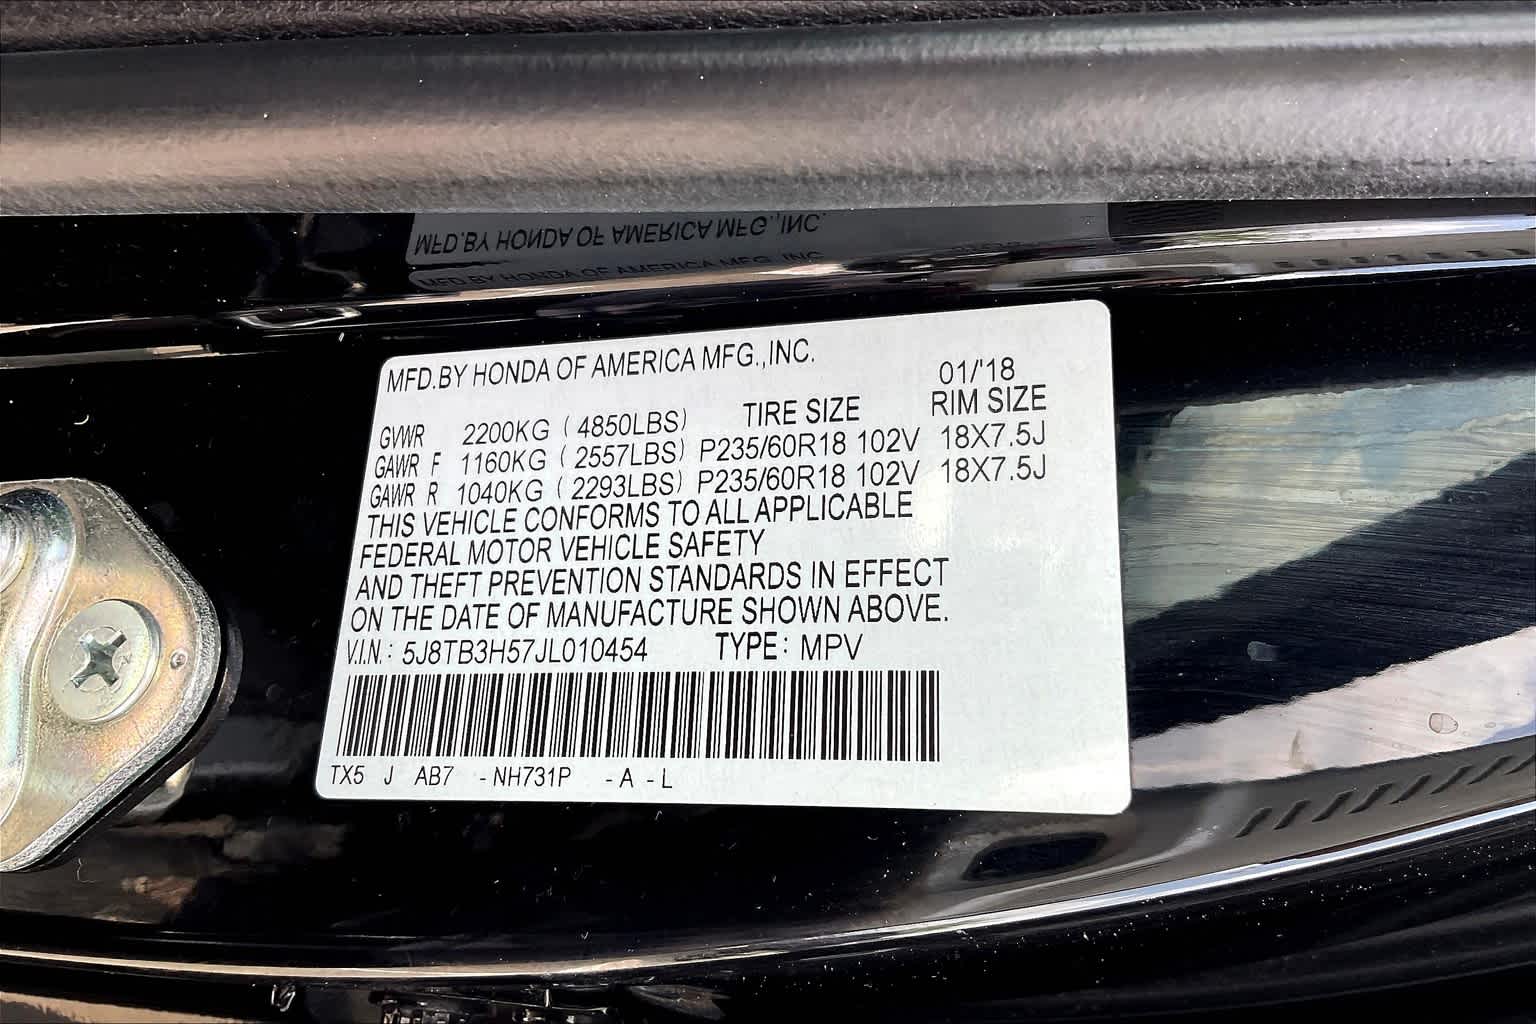 MFD.BY HONDA OF AMERICA MFG.,INC.
01/'18
TIRE SIZE RIM SIZE
GVWR 2200KG ( 4850LBS)
GAWR F 1160KG ( 2557LBS) P235/60R18 102V 18X7.5J
GAWR R 1040KG ( 2293LBS) P235/60R18 102V 18X7.5J
THIS VEHICLE CONFORMS TO ALL APPLICABLE
FEDERAL MOTOR VEHICLE SAFETY
AND THEFT PREVENTION STANDARDS IN EFFECT
ON THE DATE OF MANUFACTURE SHOWN ABOVE.
V.I.N.: 5J8TB3H57JL010454 TYPE: MPV
TX5 J AB7 -NH731P -A -L